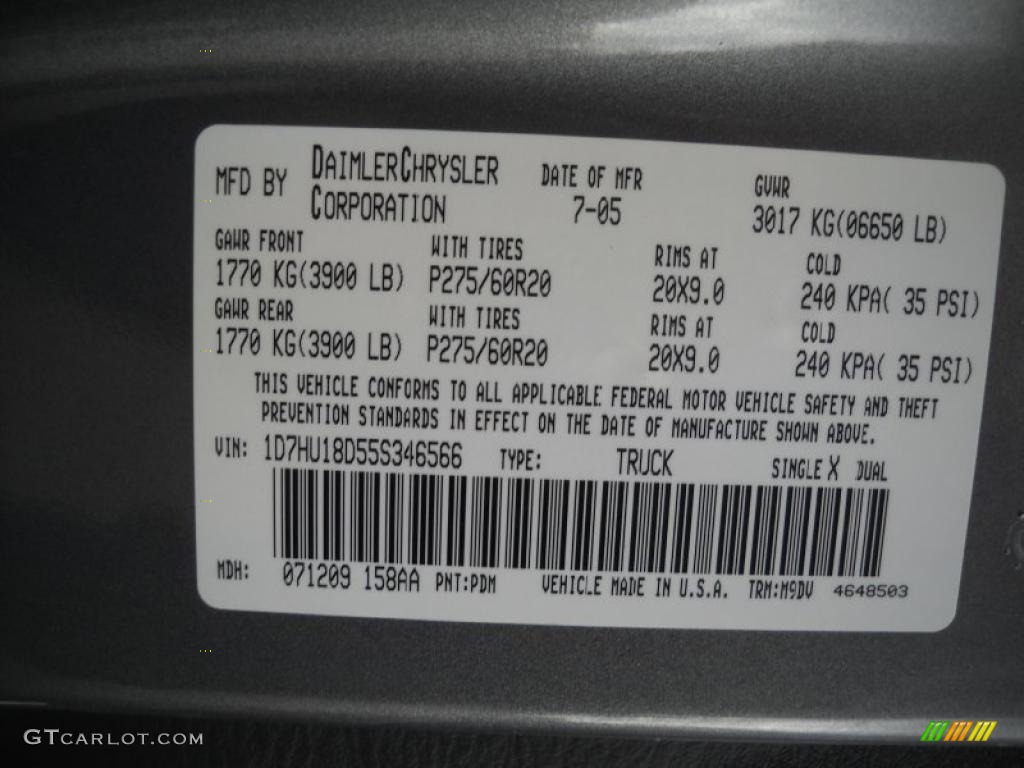 MFD BY DAIMLERCHRYSLER CORPORATION DATE OF MFR 7-05 GVWR 3017 KG(06650 LB)
GAWR FRONT WITH TIRES RIMS AT COLD
1770 KG(3900 LB) P275/60R20 20X9.0 240 KPA( 35 PSI)
GAWR REAR WITH TIRES RIMS AT COLD
1770 KG(3900 LB) P275/60R20 20X9.0 240 KPA( 35 PSI)
THIS VEHICLE CONFORMS TO ALL APPLICABLE FEDERAL MOTOR VEHICLE SAFETY AND THEFT
PREVENTION STANDARDS IN EFFECT ON THE DATE OF MANUFACTURE SHOWN ABOVE.
VIN: 1D7HU18D55S346566 TYPE: TRUCK SINGLE X DUAL
MDH: 071209 158AA PNT:PDM VEHICLE MADE IN U.S.A. TRM:M9DV 4648503
GTCARLOT.COM